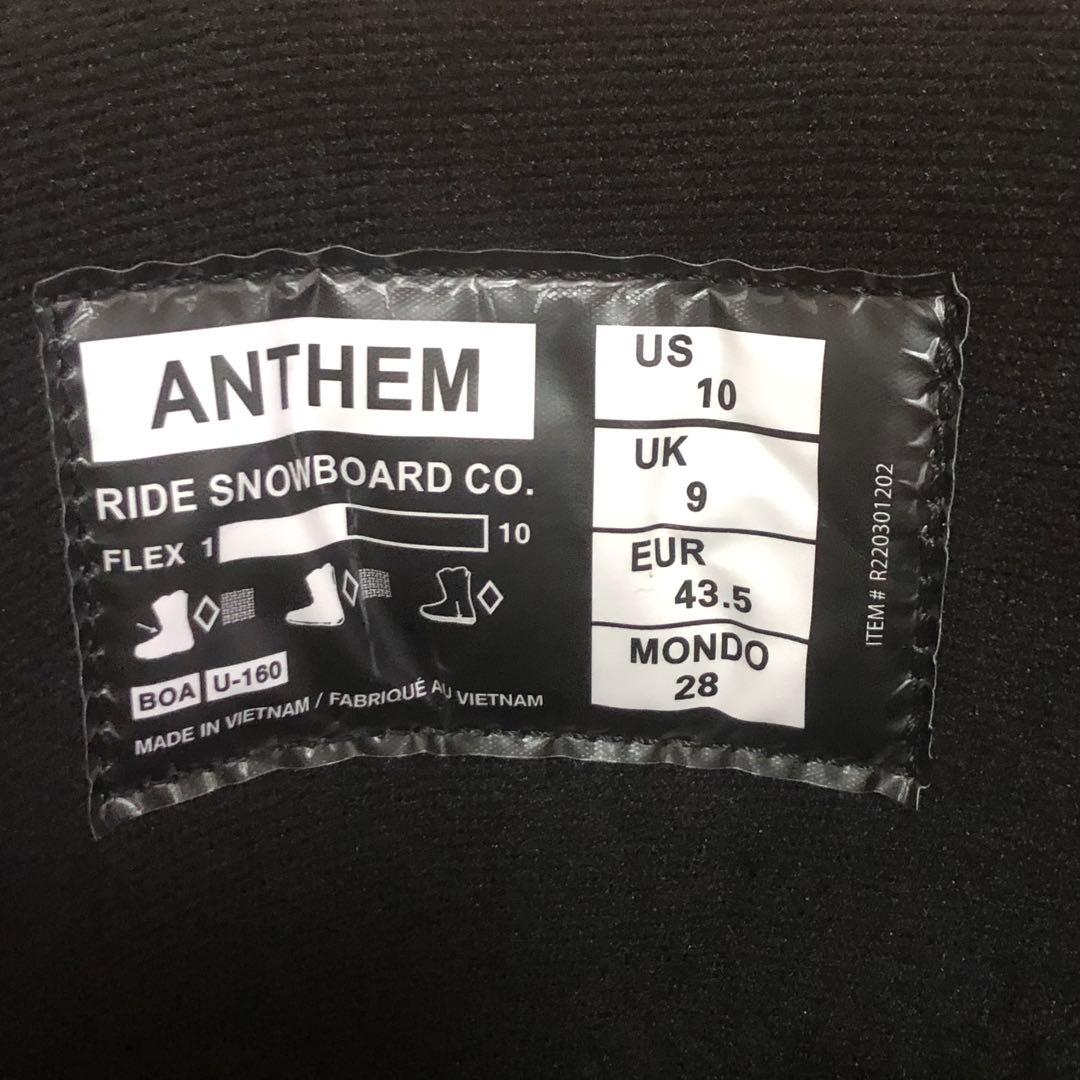 ANTHEM
RIDE SNOWBOARD CO.
FLEX 1 10
BOA U-160
MADE IN VIETNAM / FABRIQUÉ AU VIETNAM
US
10
UK
9
EUR
43.5
MONDO
28
ITEM # R220301202